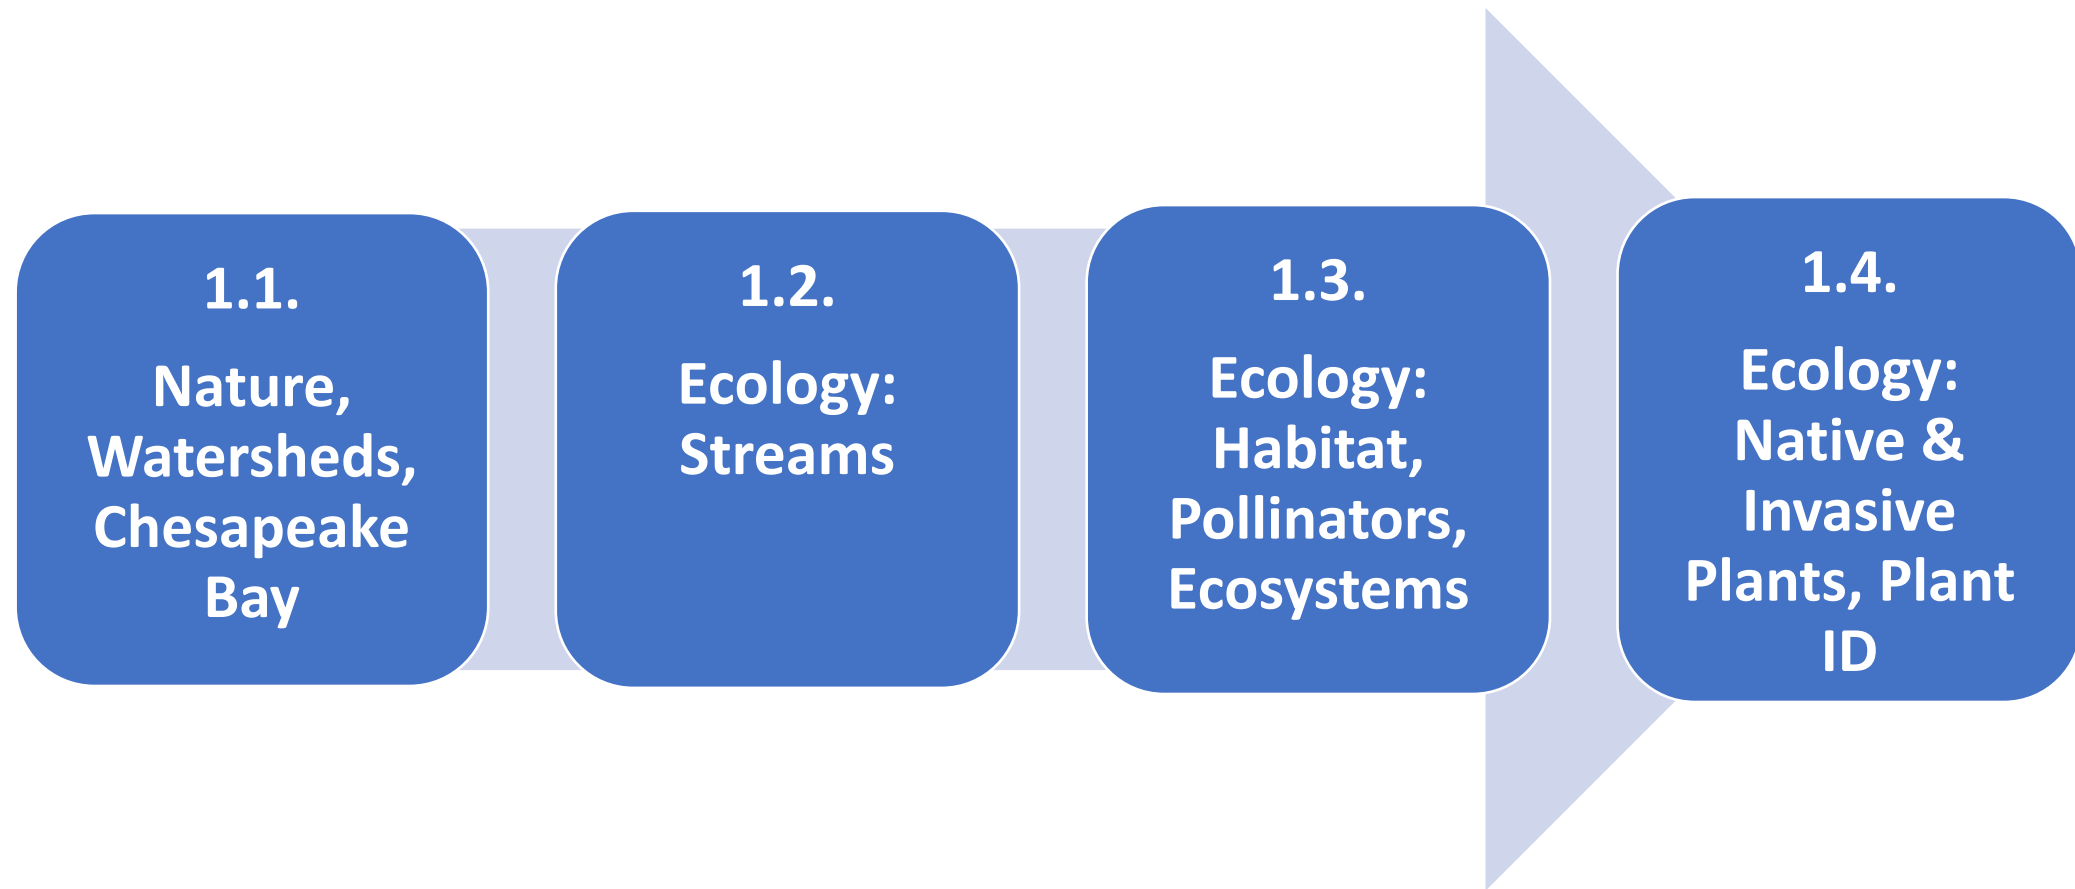 1.1.
Nature,
Watersheds,
Chesapeake
Bay
1.2.
Ecology:
Streams
1.3.
Ecology:
Habitat,
Pollinators,
Ecosystems
1.4.
Ecology:
Native &
Invasive
Plants, Plant
ID